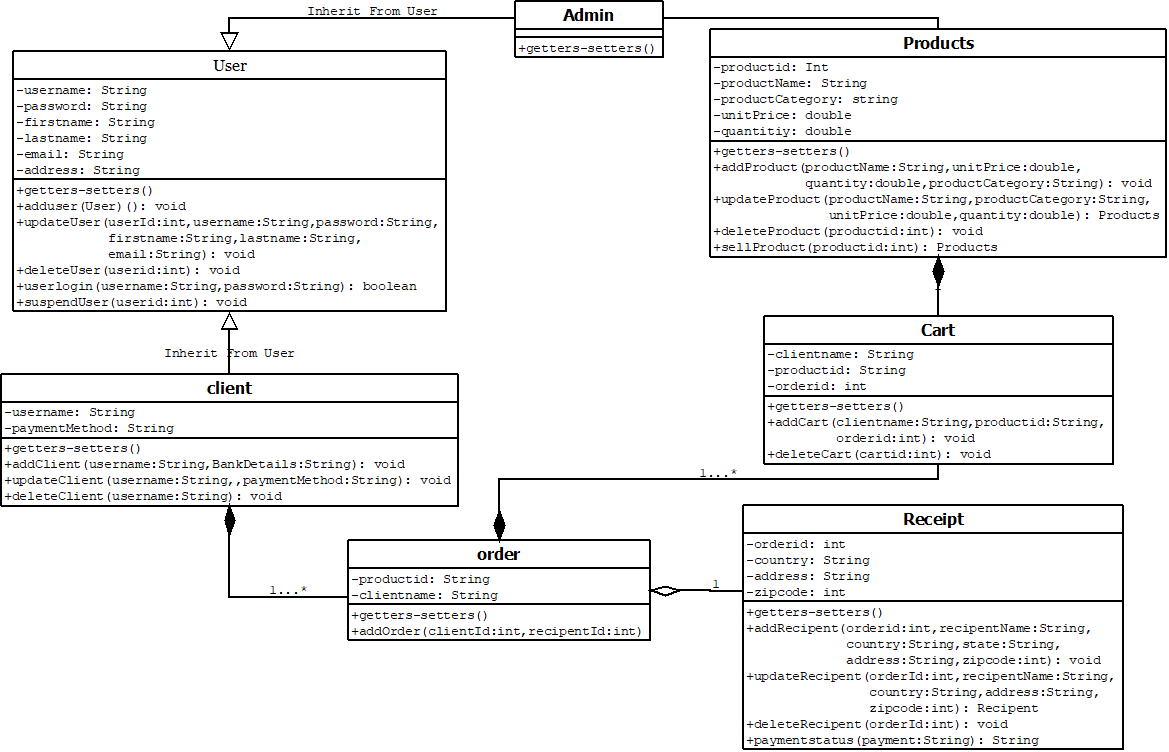 Inherit From User
Admin
+getters-setters()
User
-username: String
-password: String
-firstname: String
-lastname: String
-email: String
-address: String
+getters-setters()
+adduser(User)(): void
+updateUser(userId:int,username:String,password:String,
firstname:String,lastname:String,
email:String): void
+deleteUser(userid:int): void
+userlogin(username:String,password:String): boolean
+suspendUser(userid:int): void
Products
-productid: Int
-productName: String
-productCategory: string
-unitPrice: double
-quantitiy: double
+getters-setters()
+addProduct(productName:String,unitPrice:double,
quantity:double,productCategory:String): void
+updateProduct(productName:String,productCategory:String,
unitPrice:double,quantity:double): Products
+deleteProduct(productid:int): void
+sellProduct(productid:int): Products
Inherit From User
client
-username: String
-paymentMethod: String
+getters-setters()
+addClient(username:String,BankDetails:String): void
+updateClient(username:String,,paymentMethod:String): void
+deleteClient(username:String): void
Cart
-clientname: String
-productid: String
-orderid: int
+getters-setters()
+addCart(clientname:String,productid:String,
orderid:int): void
+deleteCart(cartid:int): void
1...*
1...*
order
-productid: String
-clientname: String
+getters-setters()
+addOrder(clientId:int,recipentId:int)
1
Receipt
-orderid: int
-country: String
-address: String
-zipcode: int
+getters-setters()
+addRecipent(orderid:int,recipentName:String,
country:String,state:String,
address:String,zipcode:int): void
+updateRecipent(orderId:int,recipentName:String,
country:String,address:String,
zipcode:int): Recipent
+deleteRecipent(orderId:int): void
+paymentstatus(payment:String): String